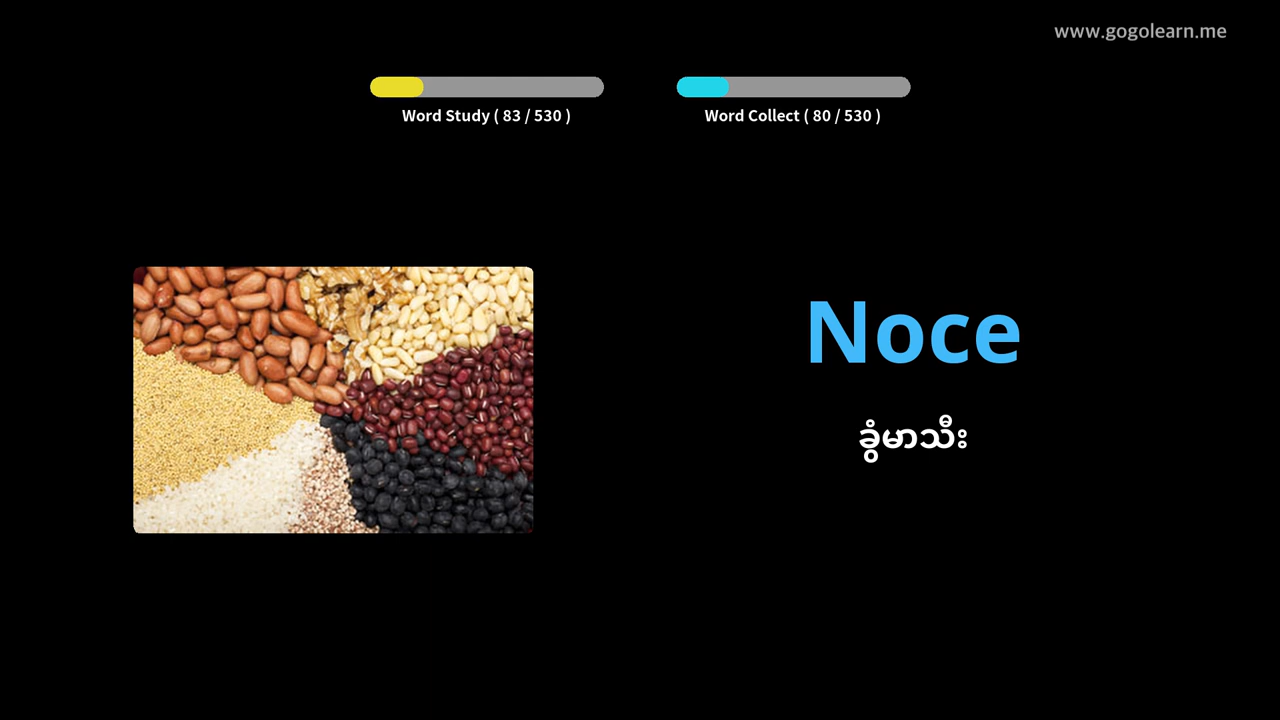 www.gogolearn.me
Word Study ( 83 / 530 )
Word Collect ( 80 / 530 )
Noce
ခွံမာသီး